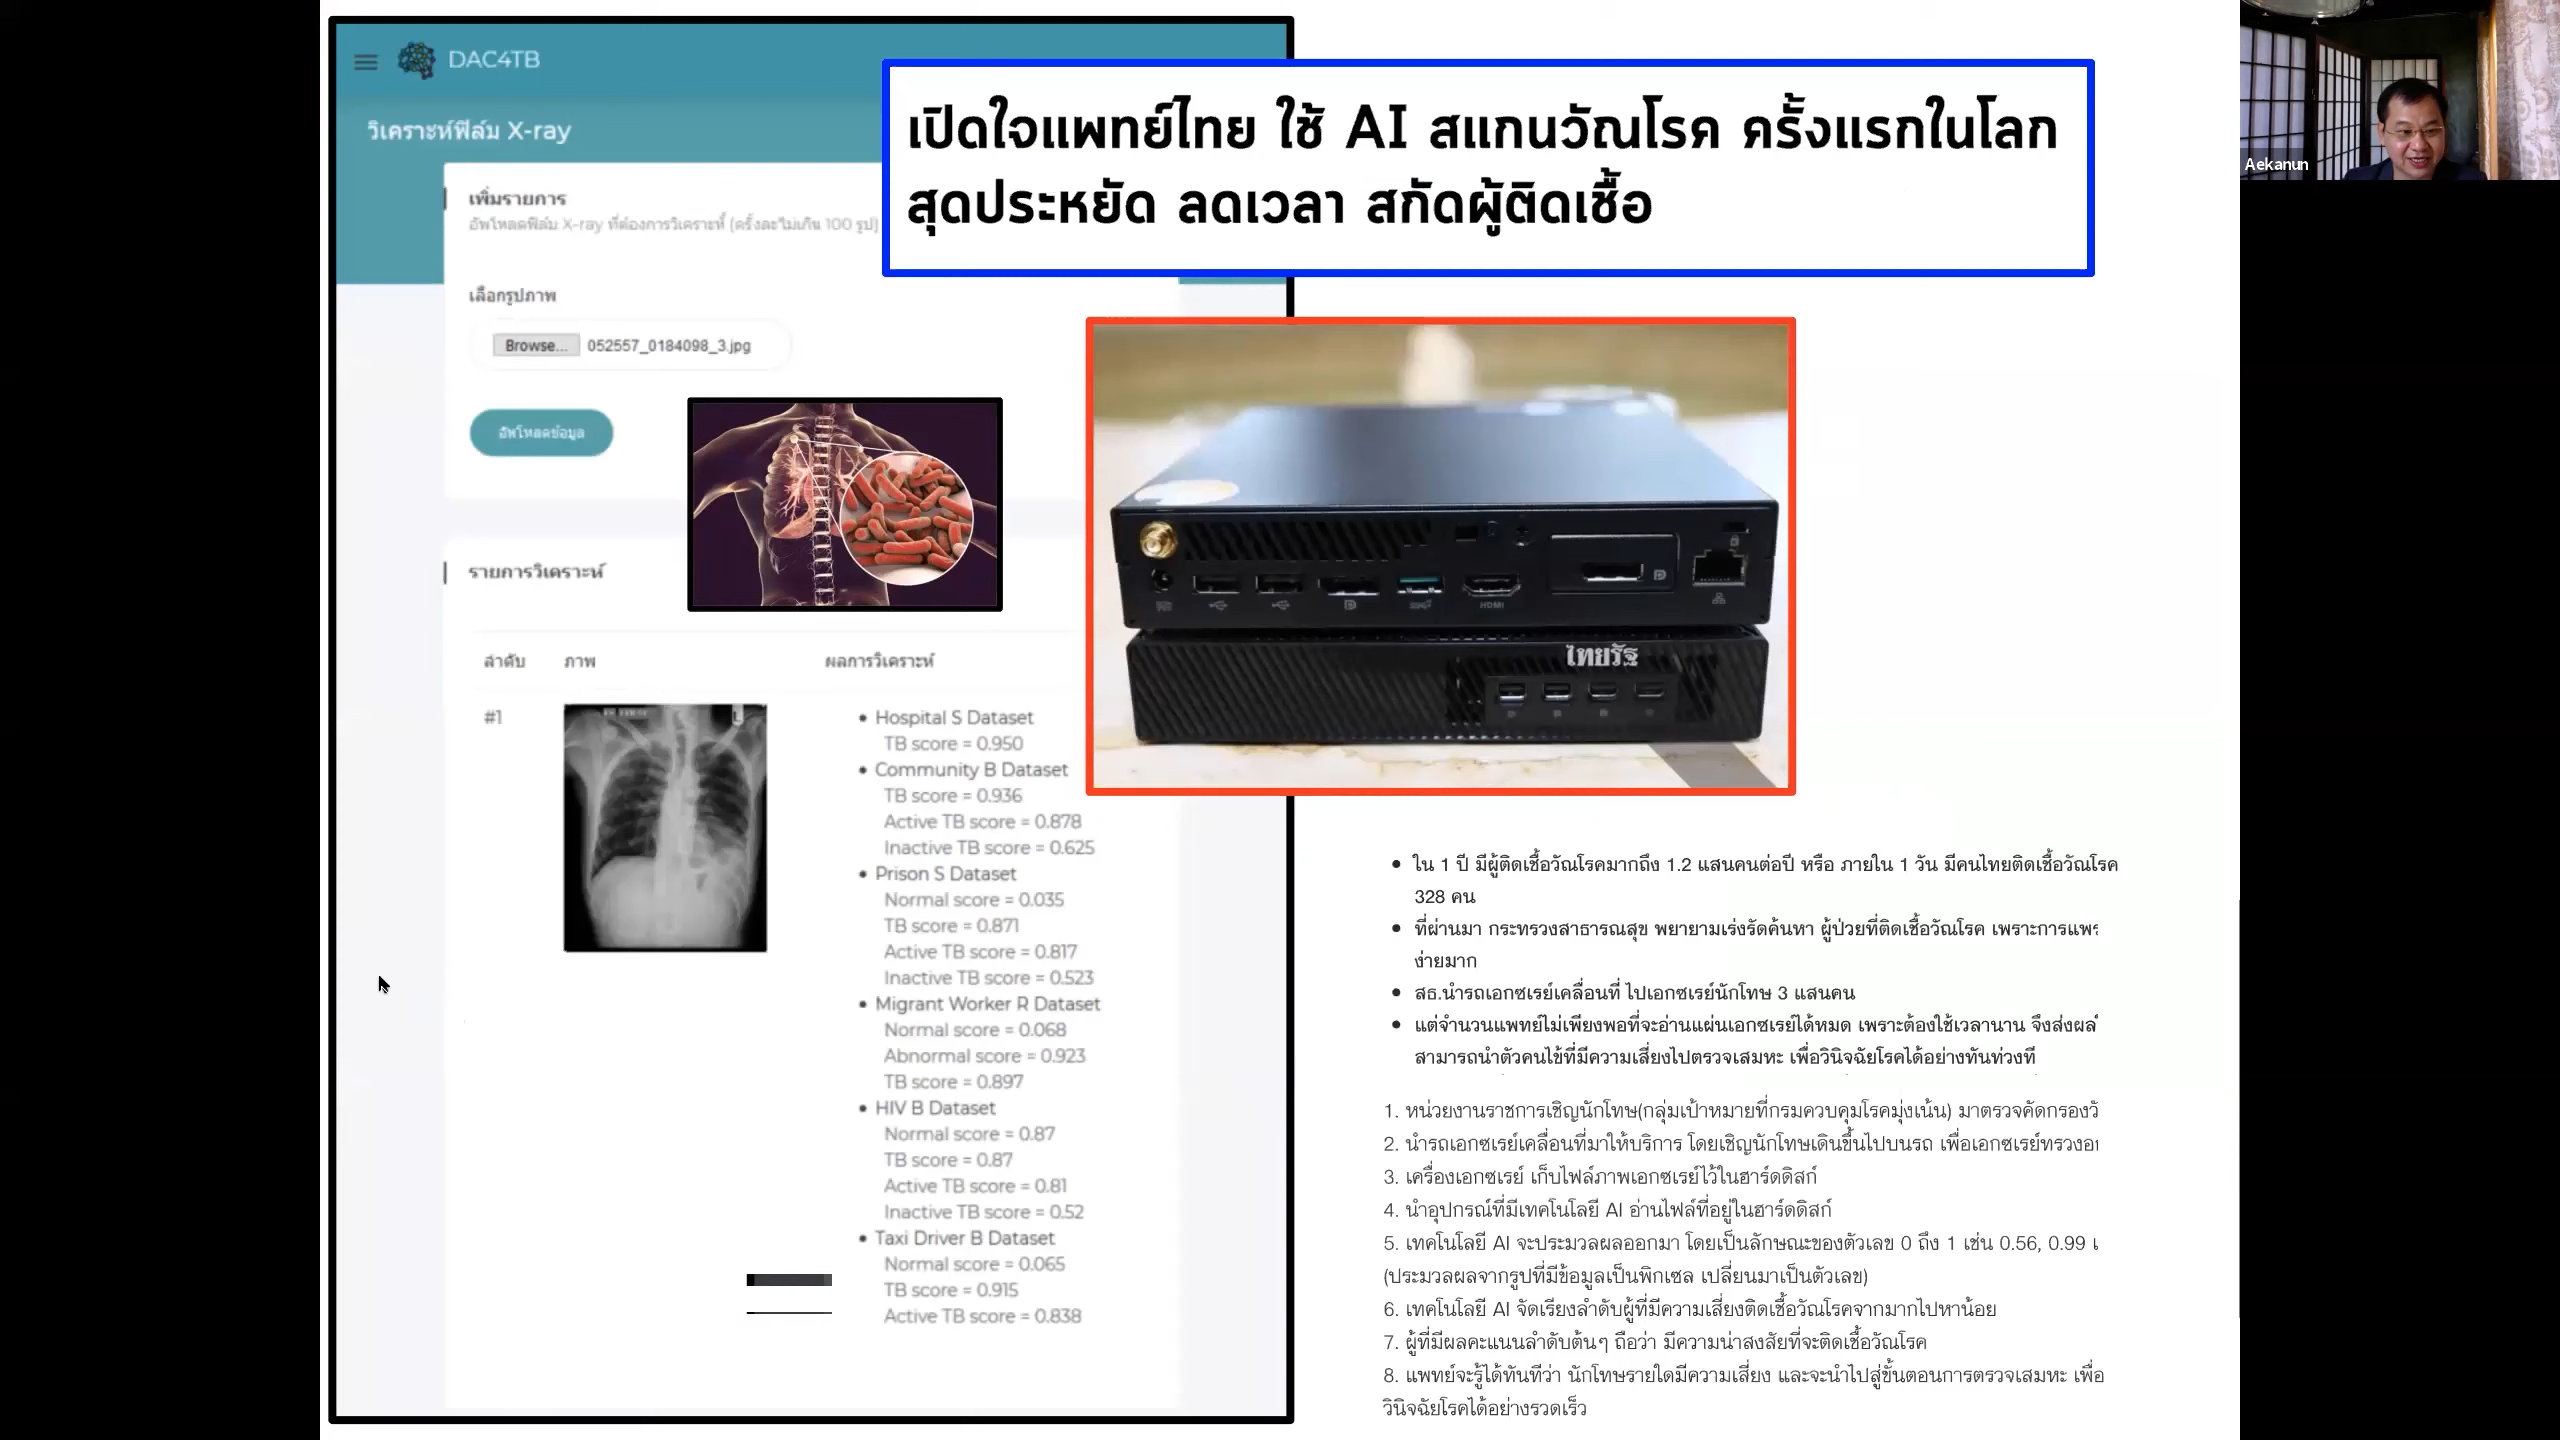 DAC4TB
วิเคราะห์ฟิล์ม X-ray
เพิ่มรายการ
อัพโหลดฟิล์ม X-ray ที่ต้องการวิเคราะห์ (ครั้งละไม่เกิน 100 รูป)
เลือกรูปภาพ
Browse... 052557_0184098_3.jpg
อัพโหลดข้อมูล
รายการวิเคราะห์
ลำดับ ภาพ ผลการวิเคราะห์
#1
L
• Hospital S Dataset
TB score = 0.950
• Community B Dataset
TB score = 0.936
Active TB score = 0.878
Inactive TB score = 0.625
• Prison S Dataset
Normal score = 0.035
TB score = 0.871
Active TB score = 0.817
Inactive TB score = 0.523
• Migrant Worker R Dataset
Normal score = 0.068
Abnormal score = 0.923
TB score = 0.897
• HIV B Dataset
Normal score = 0.87
TB score = 0.87
Active TB score = 0.81
Inactive TB score = 0.52
• Taxi Driver B Dataset
Normal score = 0.065
TB score = 0.915
Active TB score = 0.838
เปิดใจแพทย์ไทย ใช้ AI สแกนวัณโรค ครั้งแรกในโลก
สุดประหยัด ลดเวลา สกัดผู้ติดเชื้อ
HDMI
ไทยรัฐ
• ใน 1 ปี มีผู้ติดเชื้อวัณโรคมากถึง 1.2 แสนคนต่อปี หรือ ภายใน 1 วัน มีคนไทยติดเชื้อวัณโรค
328 คน
• ที่ผ่านมา กระทรวงสาธารณสุข พยายามเร่งรัดค้นหา ผู้ป่วยที่ติดเชื้อวัณโรค เพราะการแพร
ง่ายมาก
• สธ.นำรถเอกซเรย์เคลื่อนที่ ไปเอกซเรย์นักโทษ 3 แสนคน
• แต่จำนวนแพทย์ไม่เพียงพอที่จะอ่านแผ่นเอกซเรย์ได้หมด เพราะต้องใช้เวลานาน จึงส่งผล
สามารถนำตัวคนไข้ที่มีความเสี่ยงไปตรวจเสมหะ เพื่อวินิจฉัยโรคได้อย่างทันท่วงที
1. หน่วยงานราชการเชิญนักโทษ(กลุ่มเป้าหมายที่กรมควบคุมโรคมุ่งเน้น) มาตรวจคัดกรองวั
2. นำรถเอกซเรย์เคลื่อนที่มาให้บริการ โดยเชิญนักโทษเดินขึ้นไปบนรถ เพื่อเอกซเรย์ทรวงอก
3. เครื่องเอกซเรย์ เก็บไฟล์ภาพเอกซเรย์ไว้ในฮาร์ดดิสก์
4. นำอุปกรณ์ที่มีเทคโนโลยี AI อ่านไฟล์ที่อยู่ในฮาร์ดดิสก์
5. เทคโนโลยี AI จะประมวลผลออกมา โดยเป็นลักษณะของตัวเลข 0 ถึง 1 เช่น 0.56, 0.99
(ประมวลผลจากรูปที่มีข้อมูลเป็นพิกเซล เปลี่ยนมาเป็นตัวเลข)
6. เทคโนโลยี AI จัดเรียงลำดับผู้ที่มีความเสี่ยงติดเชื้อวัณโรคจากมากไปหาน้อย
7. ผู้ที่มีผลคะแนนลำดับต้นๆ ถือว่า มีความน่าสงสัยที่จะติดเชื้อวัณโรค
8. แพทย์จะรู้ได้ทันทีว่า นักโทษรายใดมีความเสี่ยง และจะนำไปสู่ขั้นตอนการตรวจเสมหะ เพื่อ
วินิจฉัยโรคได้อย่างรวดเร็ว
Aekanun